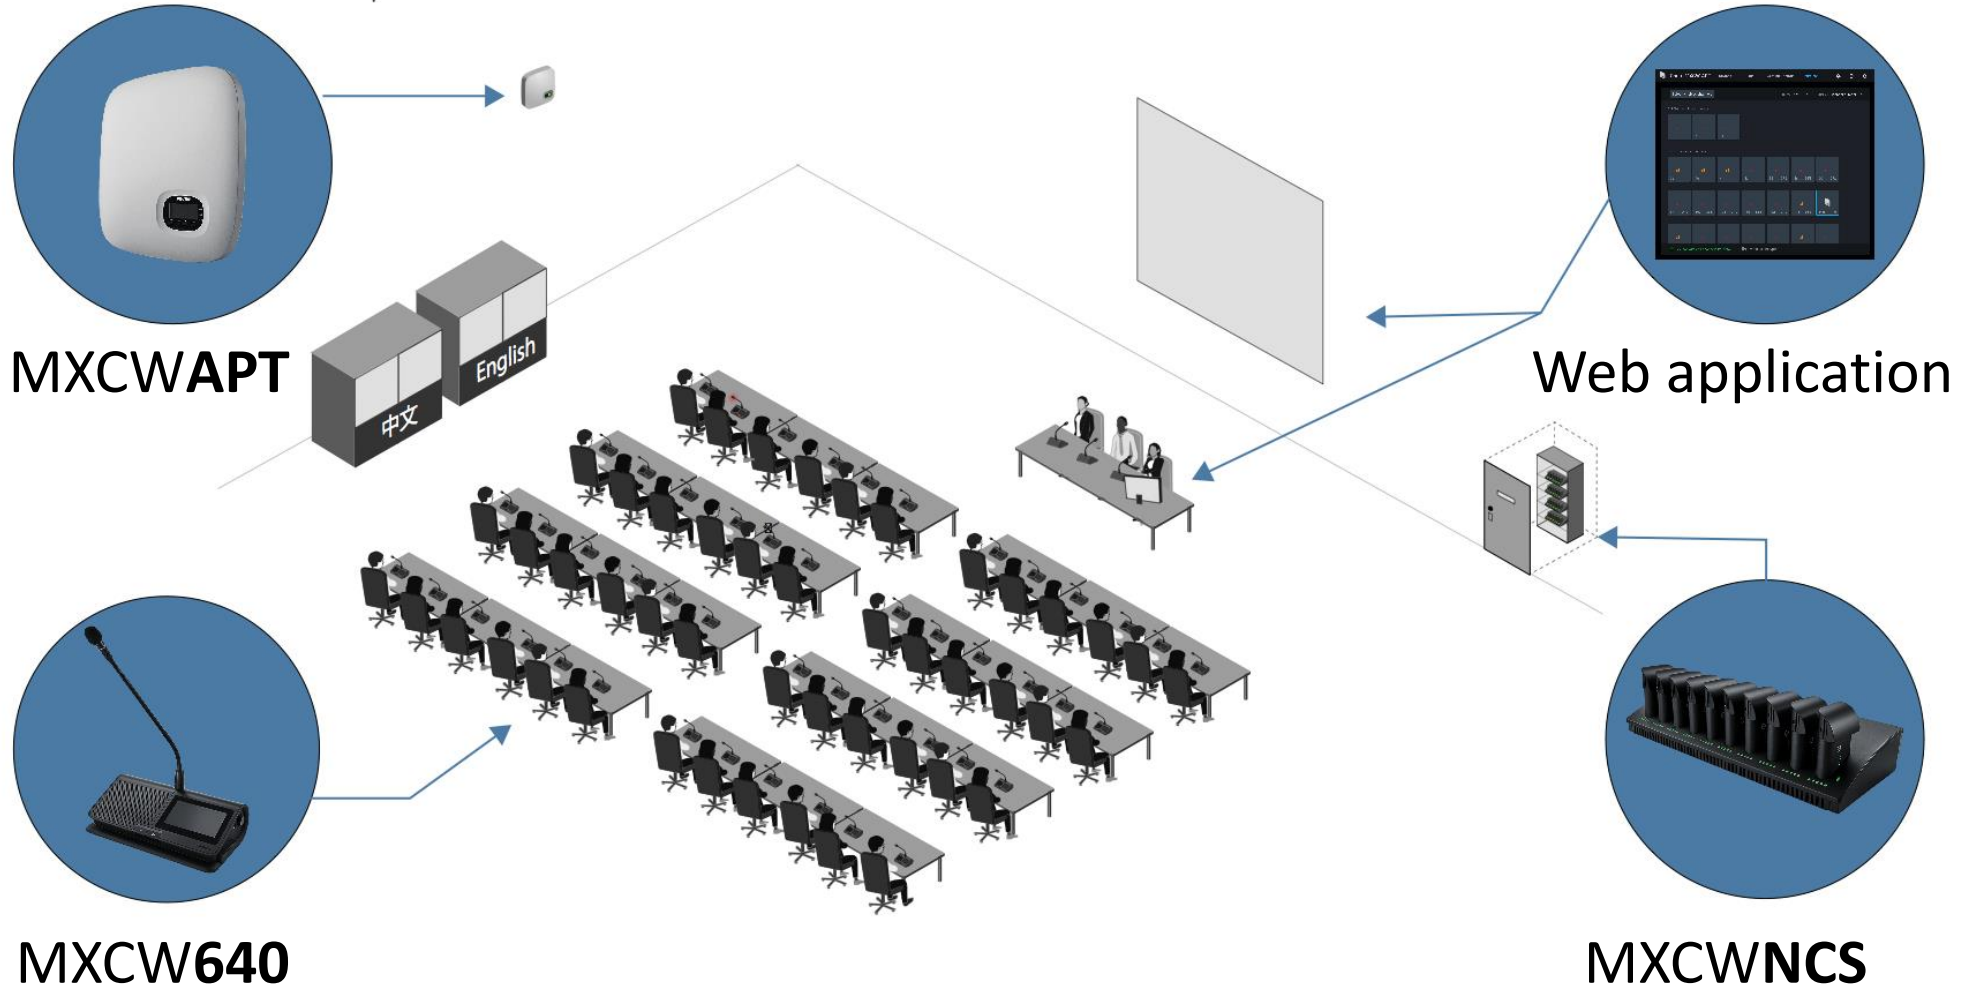 MXCWAPT
English
中文
Web application
MXCW640
MXCWNCS